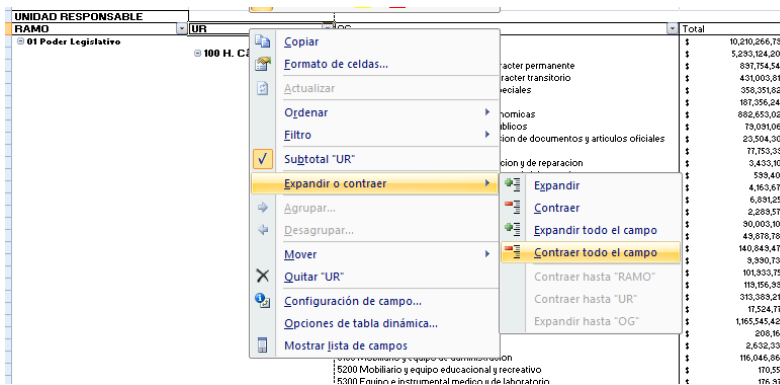 UNIDAD RESPONSABLE
RAMO UR OG Total
01 Poder Legislativo $ 10,210,266,73
100 H. Cá $ 5,293,124,20
racter permanente $ 897,754,54
racter transitorio $ 431,003,81
peciales $ 358,351,82
$ 187,356,24
nomicas $ 882,653,02
blicos $ 79,091,06
ion de documentos y articulos oficiales $ 23,504,30
$ 77,753,33
cion y de reparacion $ 3,433,10
$ 599,40
$ 4,163,67
$ 6,891,25
$ 2,289,57
$ 90,003,10
$ 49,878,78
$ 140,849,47
$ 9,990,73
$ 101,933,75
$ 119,156,93
$ 313,389,21
$ 17,524,77
$ 1,165,545,42
$ 208,16
$ 2,632,33
$ 116,046,86
5200 Mobiliario y equipo educacional y recreativo $ 170,53
5300 Equipo e instrumental medico y de laboratorio $ 176,91
Copiar
Formato de celdas...
Actualizar
Ordenar
Filtro
Subtotal "UR"
Expandir o contraer
Agrupar...
Desagrupar...
Mover
Quitar "UR"
Configuración de campo...
Opciones de tabla dinámica...
Mostrar lista de campos
Expandir
Contraer
Expandir todo el campo
Contraer todo el campo
Contraer hasta "RAMO"
Contraer hasta "UR"
Expandir hasta "OG"